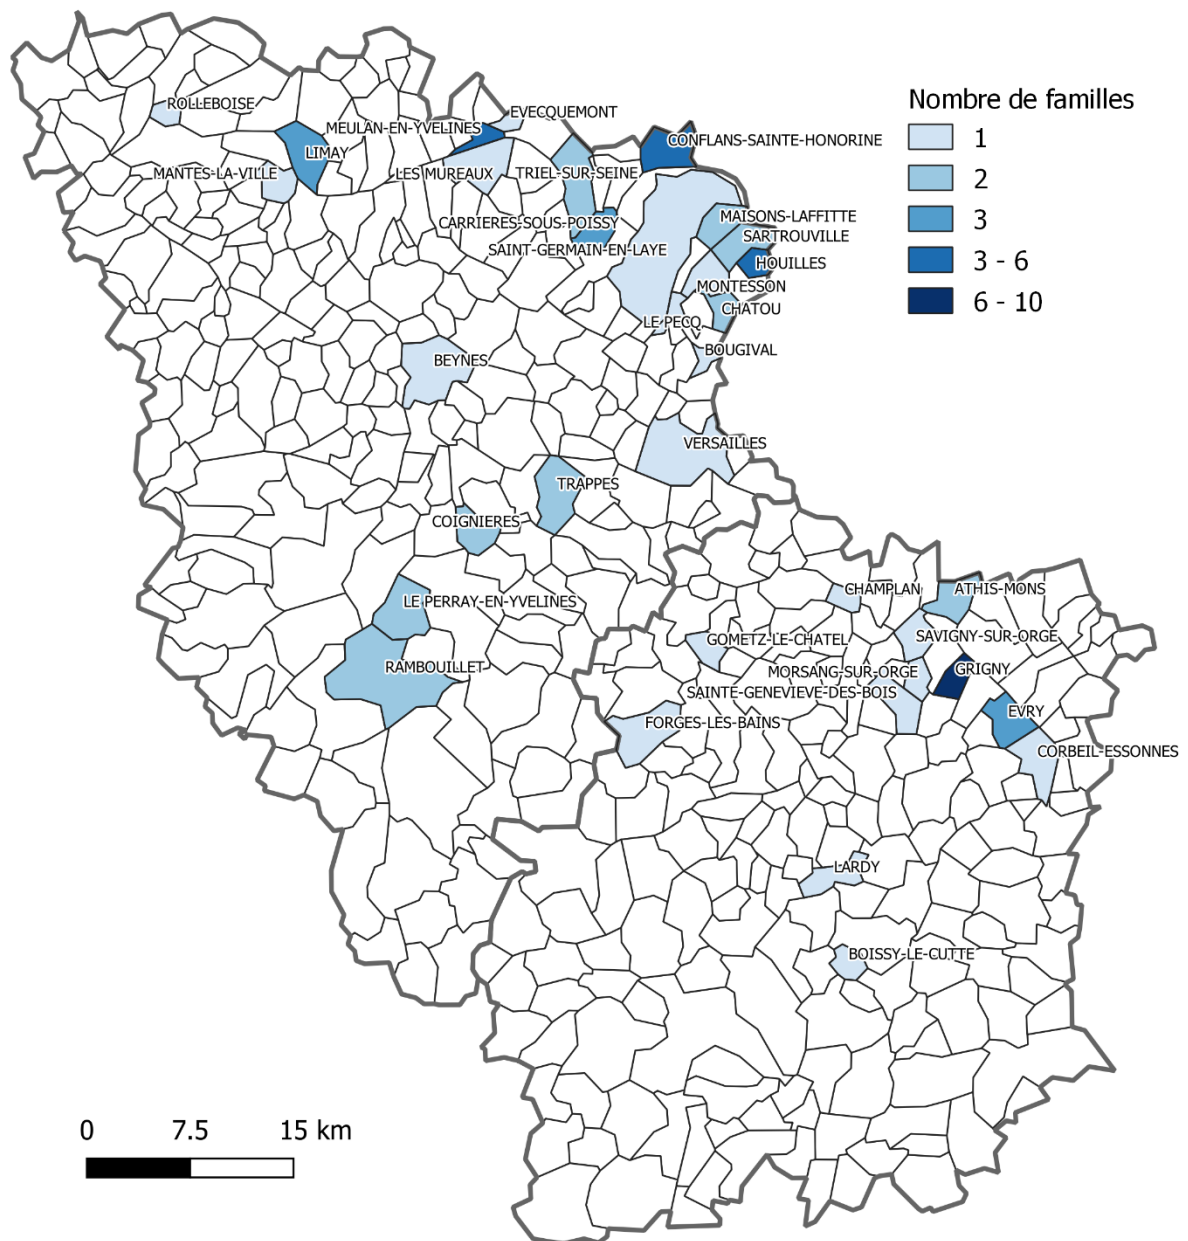 Nombre de familles
1
2
3
3 - 6
6 - 10
ROLLEBOISE
EVECQUEMONT
MEULAN-EN-YVELINES
CONFLANS-SAINTE-HONORINE
LIMAY
MANTES-LA-VILLE
LES MUREAUX
TRIEL-SUR-SEINE
MAISONS-LAFFITTE
CARRIERES-SOUS-POISSY
SARTROUVILLE
SAINT-GERMAIN-EN-LAYE
HOUILLES
MONTESSON
CHATOU
LE PECQ
BOUGIVAL
BEYNES
VERSAILLES
TRAPPES
COIGNIERES
LE PERRAY-EN-YVELINES
RAMBOUILLET
CHAMPLAN
ATHIS-MONS
GOMETZ-LE-CHATEL
SAVIGNY-SUR-ORGE
MORSANG-SUR-ORGE
GRIGNY
SAINTE-GENEVIEVE-DES-BOIS
EVRY
FORGES-LES-BAINS
CORBEIL-ESSONNES
LARDY
BOISSY-LE-CUTTE
0 7.5 15 km